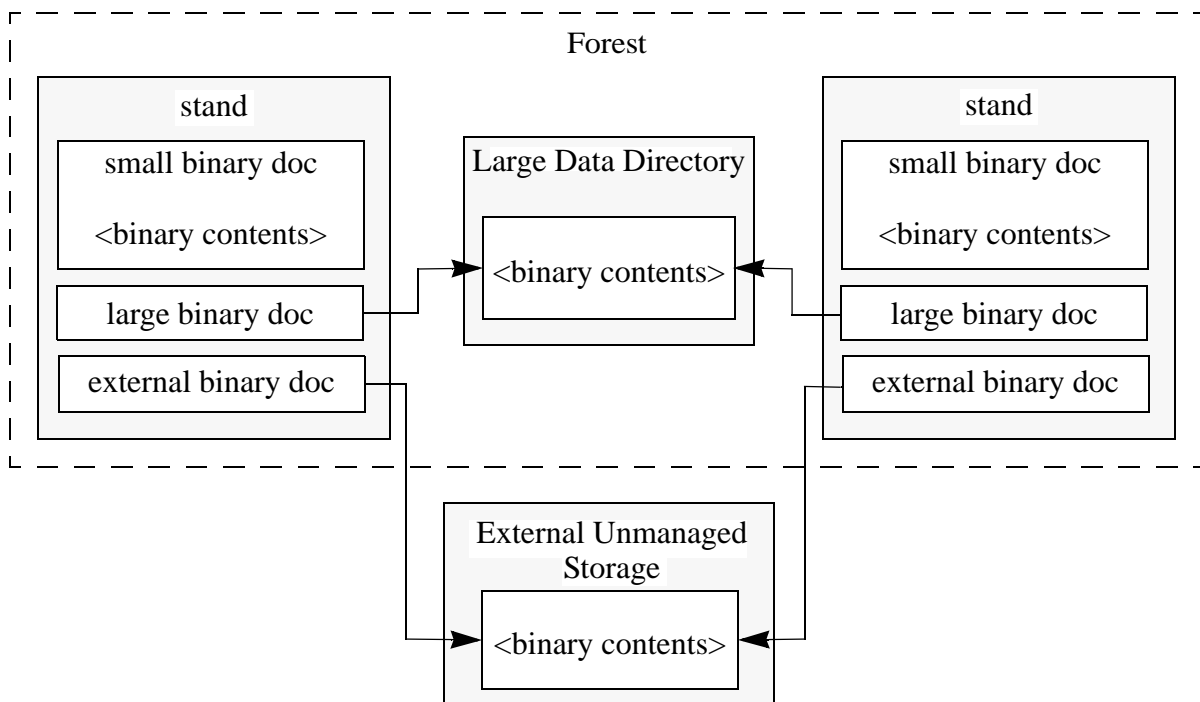 Forest
stand
small binary doc
<binary contents>
large binary doc
external binary doc
Large Data Directory
<binary contents>
stand
small binary doc
<binary contents>
large binary doc
external binary doc
External Unmanaged
Storage
<binary contents>